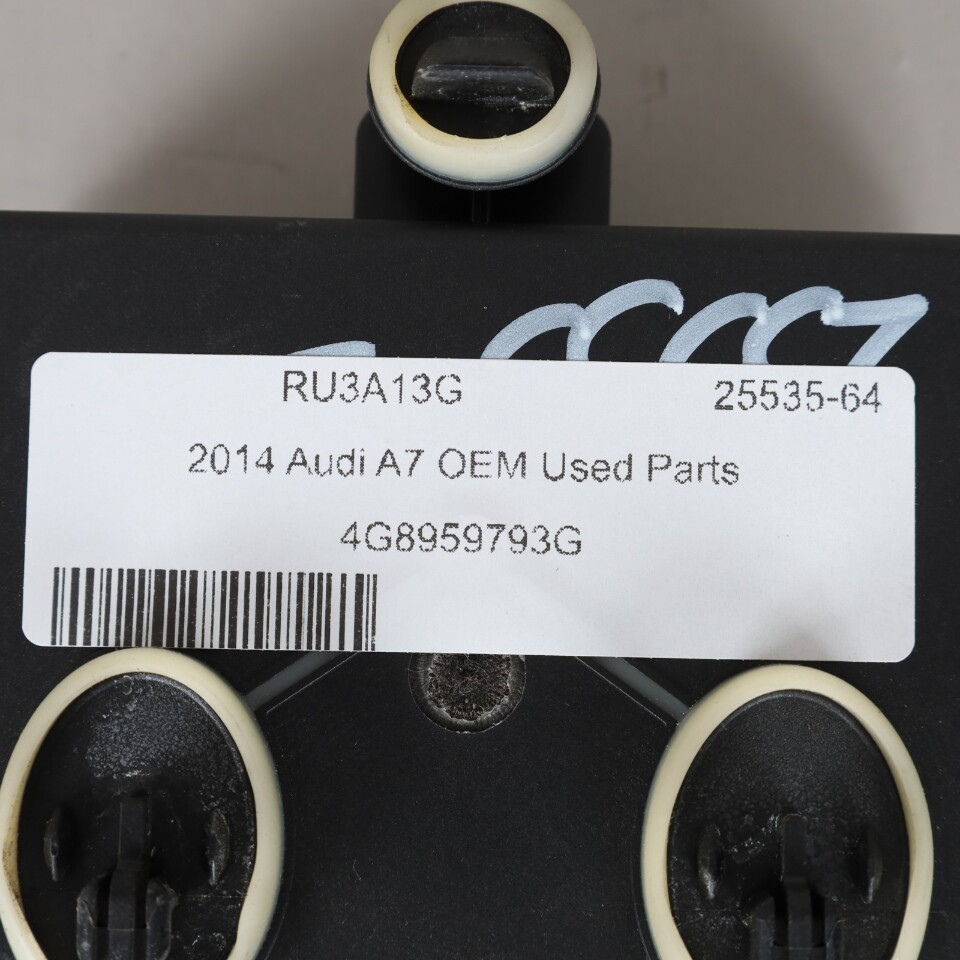 RU3A13G 25535-64
2014 Audi A7 OEM Used Parts
4G8959793G